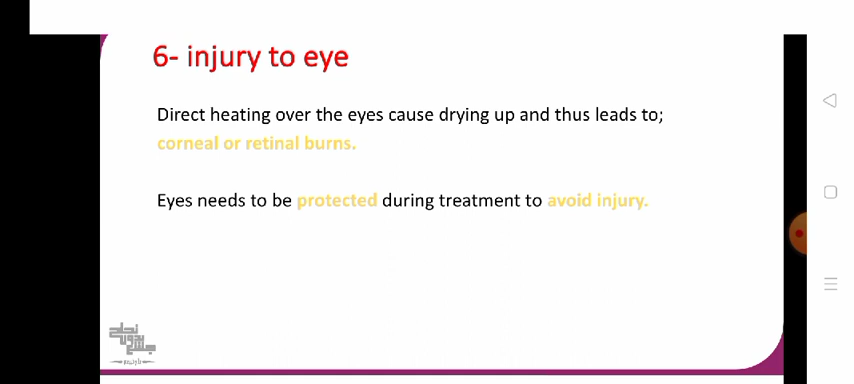 6- injury to eye
Direct heating over the eyes cause drying up and thus leads to;
corneal or retinal burns.
Eyes needs to be protected during treatment to avoid injury.